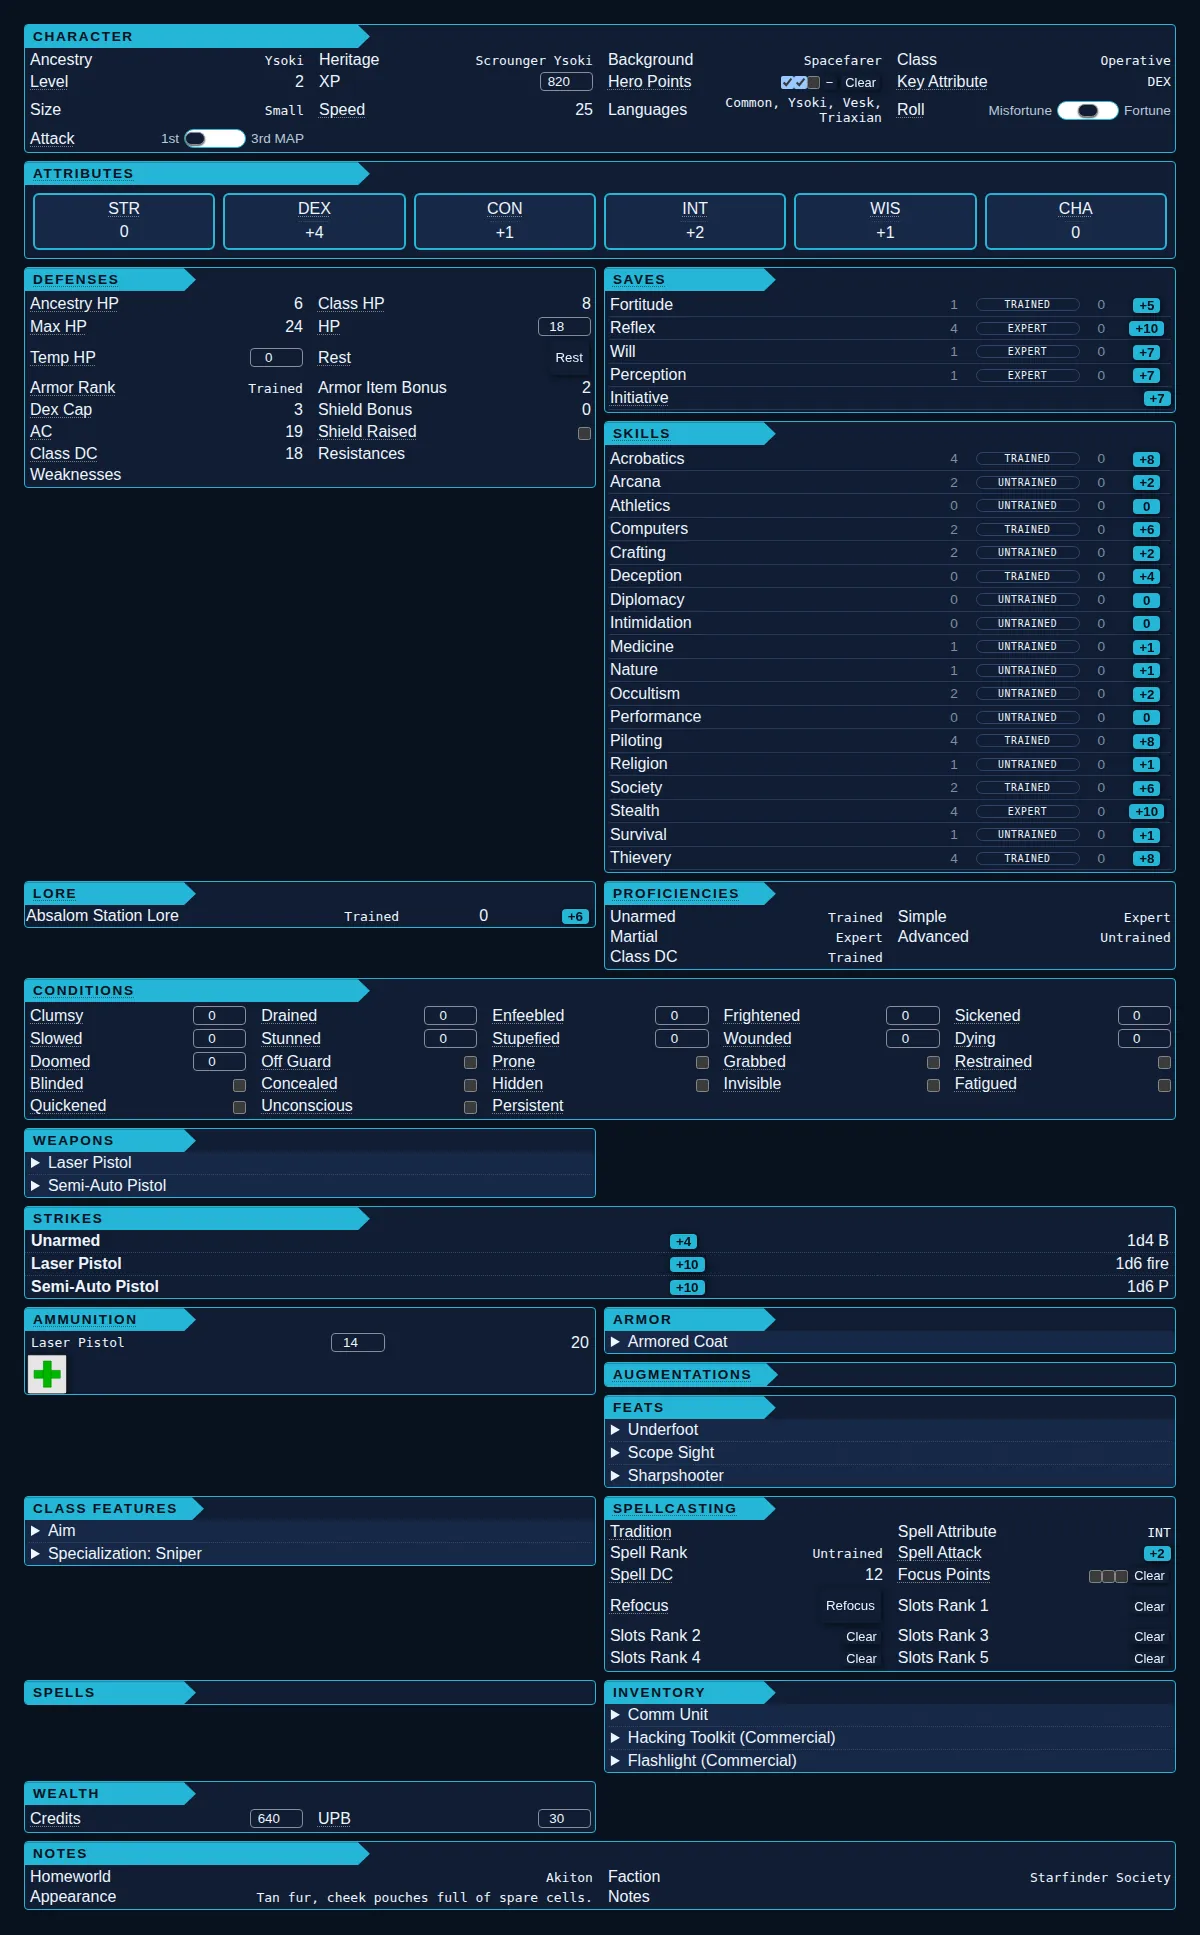 CHARACTER
Ancestry Ysoki Heritage Scrounger Ysoki Background Spacefarer Class Operative
Level 2 XP 820 Hero Points − Clear Key Attribute DEX
Size Small Speed 25 Languages Common, Ysoki, Vesk, Triaxian Roll Misfortune Fortune
Attack 1st 3rd MAP
ATTRIBUTES
STR DEX CON INT WIS CHA
0 +4 +1 +2 +1 0
DEFENSES
Ancestry HP 6 Class HP 8
Max HP 24 HP 18
Temp HP 0 Rest Rest
Armor Rank Trained Armor Item Bonus 2
Dex Cap 3 Shield Bonus 0
AC 19 Shield Raised
Class DC 18 Resistances
Weaknesses
SAVES
Fortitude 1 TRAINED 0 +5
Reflex 4 EXPERT 0 +10
Will 1 EXPERT 0 +7
Perception 1 EXPERT 0 +7
Initiative +7
SKILLS
Acrobatics 4 TRAINED 0 +8
Arcana 2 UNTRAINED 0 +2
Athletics 0 UNTRAINED 0 0
Computers 2 TRAINED 0 +6
Crafting 2 UNTRAINED 0 +2
Deception 0 TRAINED 0 +4
Diplomacy 0 UNTRAINED 0 0
Intimidation 0 UNTRAINED 0 0
Medicine 1 UNTRAINED 0 +1
Nature 1 UNTRAINED 0 +1
Occultism 2 UNTRAINED 0 +2
Performance 0 UNTRAINED 0 0
Piloting 4 TRAINED 0 +8
Religion 1 UNTRAINED 0 +1
Society 2 TRAINED 0 +6
Stealth 4 EXPERT 0 +10
Survival 1 UNTRAINED 0 +1
Thievery 4 TRAINED 0 +8
LORE
Absalom Station Lore Trained 0 +6
PROFICIENCIES
Unarmed Trained Simple Expert
Martial Expert Advanced Untrained
Class DC Trained
CONDITIONS
Clumsy 0 Drained 0 Enfeebled 0 Frightened 0 Sickened 0
Slowed 0 Stunned 0 Stupefied 0 Wounded 0 Dying 0
Doomed 0 Off Guard Prone Grabbed Restrained
Blinded Concealed Hidden Invisible Fatigued
Quickened Unconscious Persistent
WEAPONS
Laser Pistol
Semi-Auto Pistol
STRIKES
Unarmed +4 1d4 B
Laser Pistol +10 1d6 fire
Semi-Auto Pistol +10 1d6 P
AMMUNITION
Laser Pistol 14 20
ARMOR
Armored Coat
AUGMENTATIONS
FEATS
Underfoot
Scope Sight
Sharpshooter
CLASS FEATURES
Aim
Specialization: Sniper
SPELLCASTING
Tradition Spell Attribute INT
Spell Rank Untrained Spell Attack +2
Spell DC 12 Focus Points Clear
Refocus Refocus Slots Rank 1 Clear
Slots Rank 2 Clear Slots Rank 3 Clear
Slots Rank 4 Clear Slots Rank 5 Clear
SPELLS
INVENTORY
Comm Unit
Hacking Toolkit (Commercial)
Flashlight (Commercial)
WEALTH
Credits 640 UPB 30
NOTES
Homeworld Akiton Faction Starfinder Society
Appearance Tan fur, cheek pouches full of spare cells. Notes